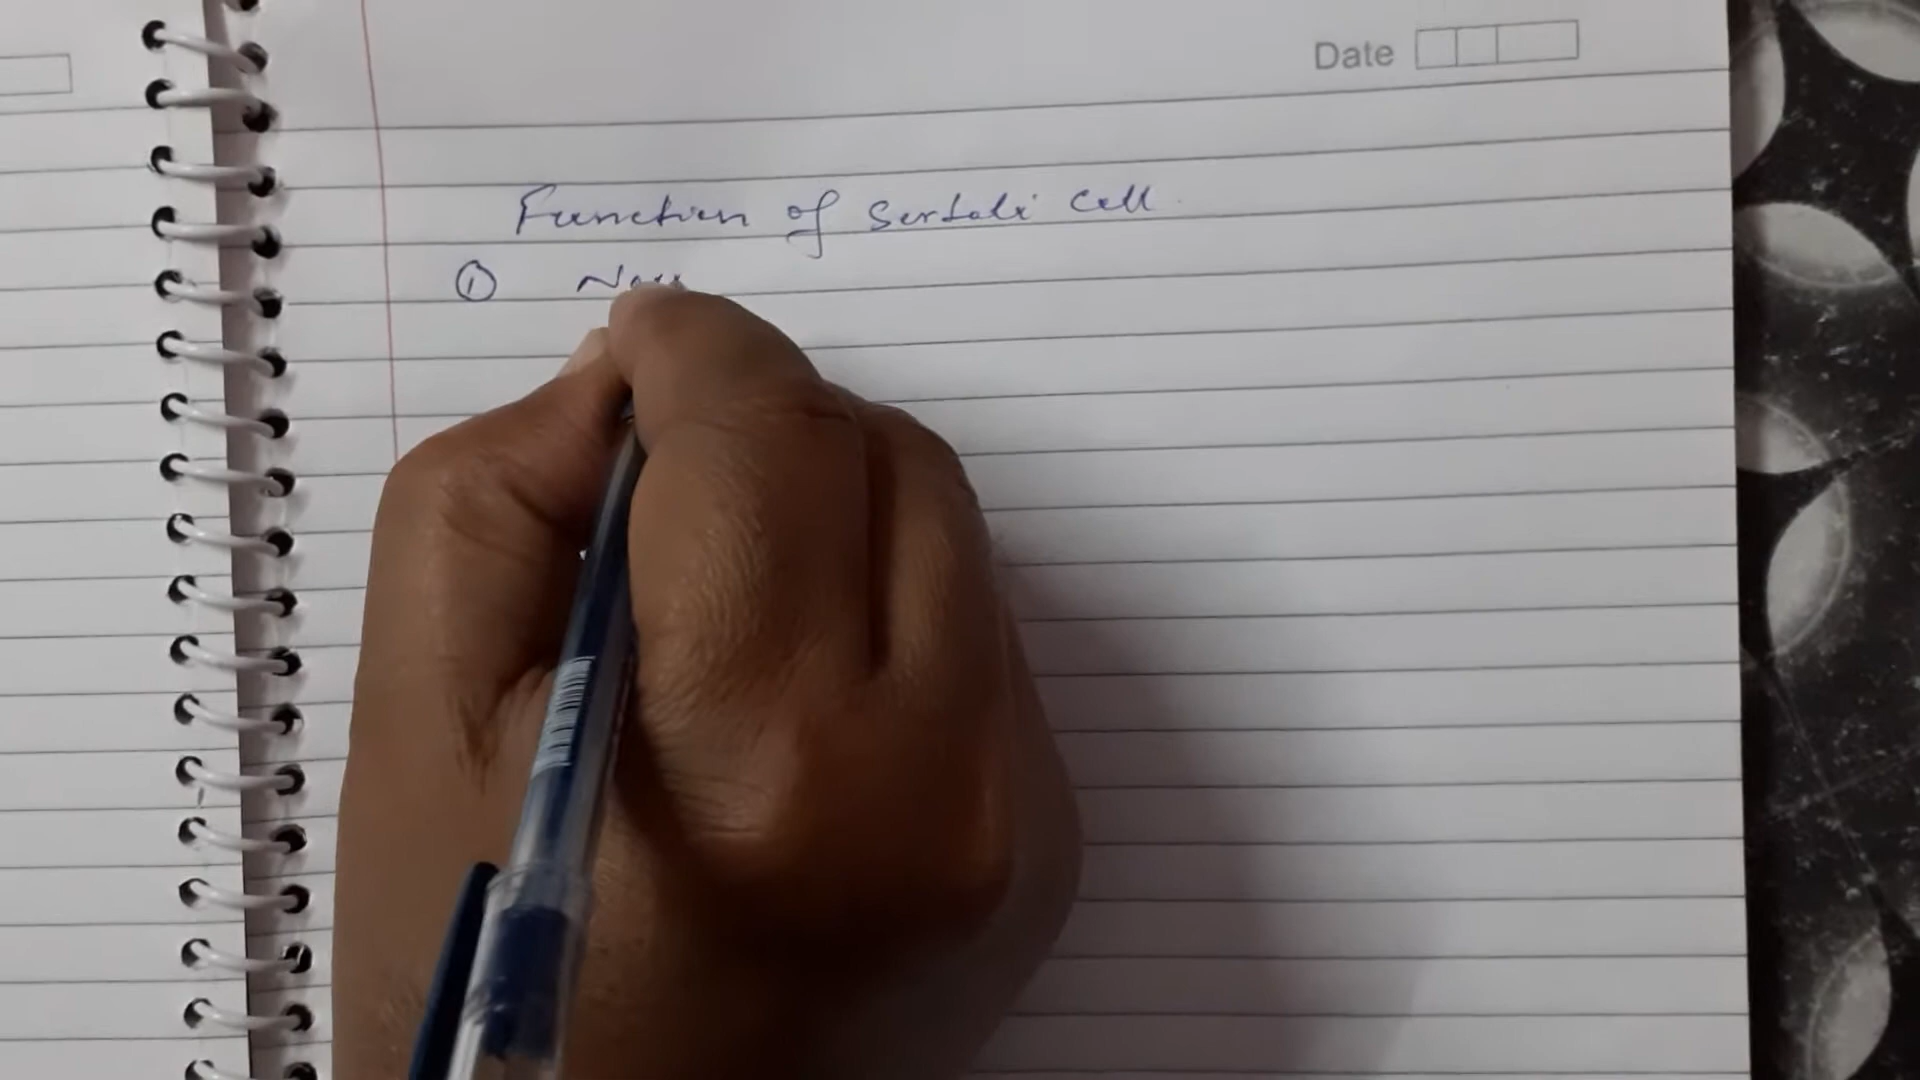 Date
Function of Sertoli Cell.
①